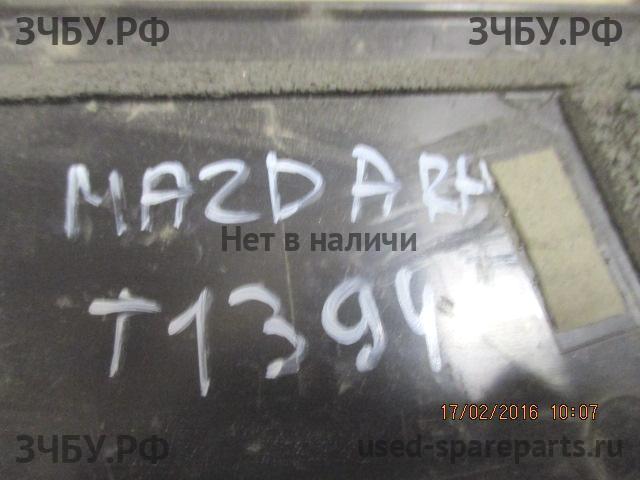 ЗЧБУ.РФ ЗЧБУ.РФ
MAZDA RH
Нет в наличи
T1394
17/02/2016 10:07
ЗЧБУ.РФ used-spareparts.ru